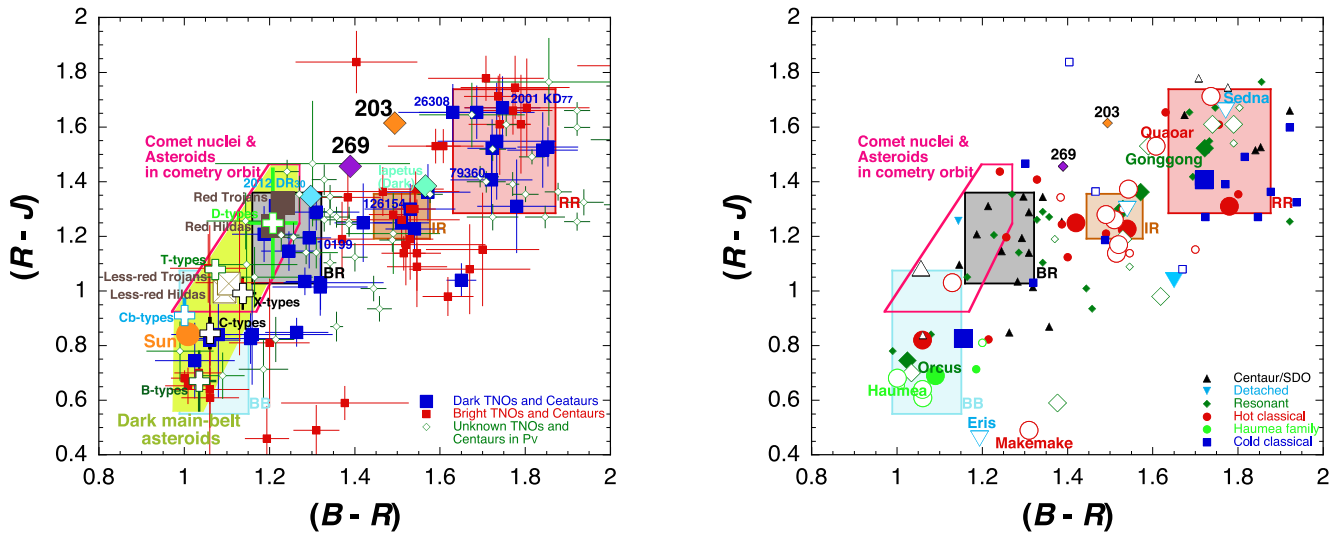 2
1.8
1.6
1.4
1.2
1
0.8
0.6
0.4
(R - J)
0.8
1
1.2
1.4
1.6
1.8
2
(B - R)
26308
2001 KD77
203
269
Comet nuclei &
Asteroids
in cometry orbit
Iapetus
Dark
2012 DR30
79360
Red Trojans
126154
D-types
Red Hildas
RR
IR
10199
T-types
BR
Less-red Trojans
Less-red Hildas
X-types
Cb-types
C-types
Sun
B-types
BB
Dark main-belt
asteroids
Dark TNOs and Ceataurs
Bright TNOs and Centaurs
Unknown TNOs and
Centaurs in Pv
2
1.8
1.6
1.4
1.2
1
0.8
0.6
0.4
(R - J)
0.8
1
1.2
1.4
1.6
1.8
2
(B - R)
Sedna
203
Comet nuclei &
Asteroids
in cometry orbit
269
Quaoar
Gonggong
RR
IR
BR
Orcus
Haumea
BB
Eris
Makemake
Centaur/SDO
Detached
Resonant
Hot classical
Haumea family
Cold classical